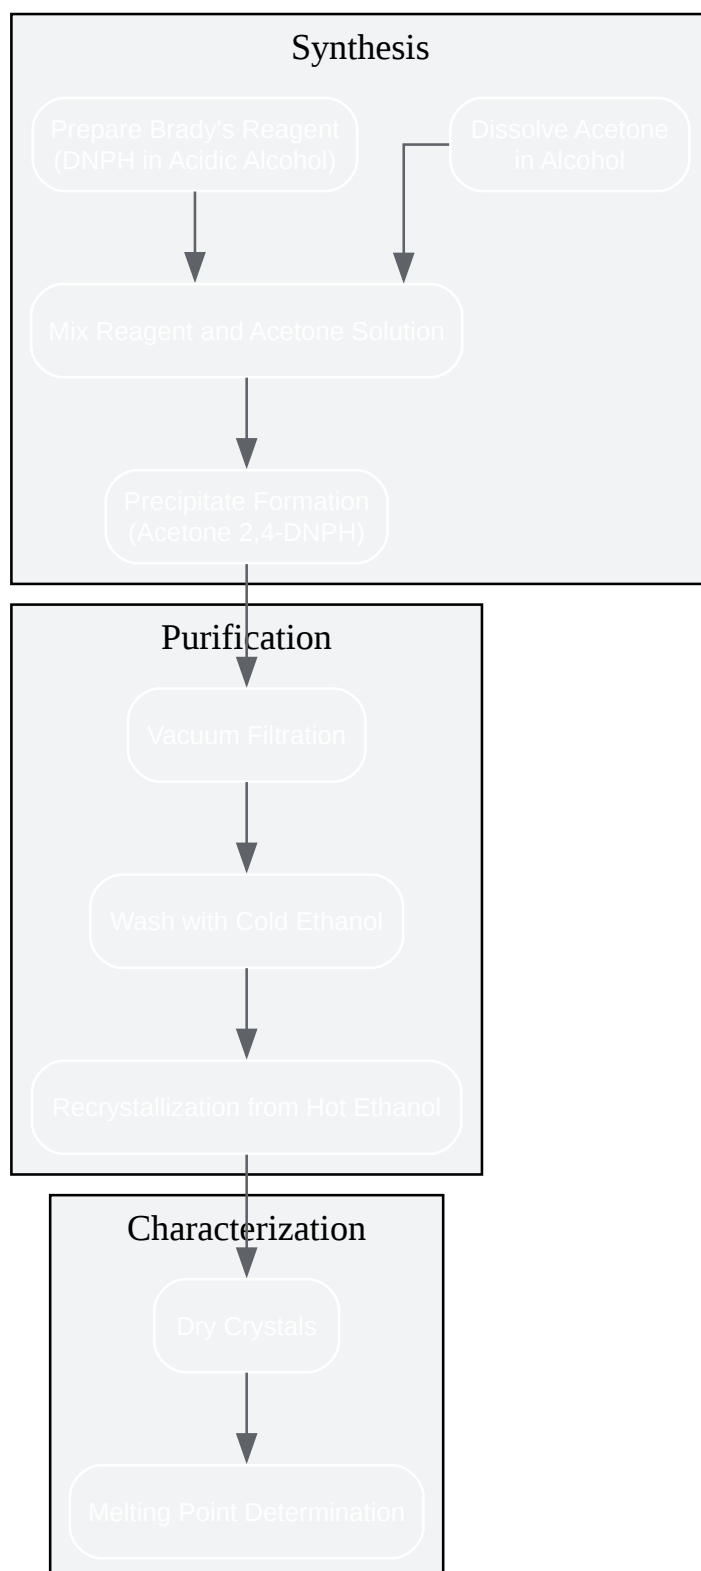 Synthesis
Prepare Brady's Reagent
(DNPH in Acidic Alcohol)
Dissolve Acetone
in Alcohol
Mix Reagent and Acetone Solution
Precipitate Formation
(Acetone 2,4-DNPH)
Purification
Vacuum Filtration
Wash with Cold Ethanol
Recrystallization from Hot Ethanol
Characterization
Dry Crystals
Melting Point Determination